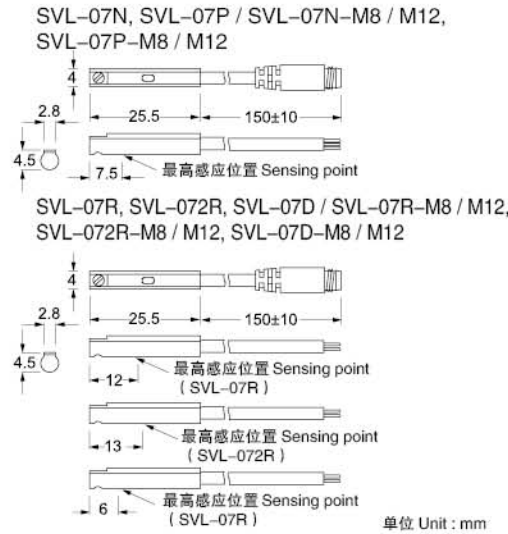 SVL-07N, SVL-07P / SVL-07N-M8 / M12,
SVL-07P-M8 / M12
4
25.5
150±10
2.8
4.5
7.5
最高感应位置 Sensing point
SVL-07R, SVL-072R, SVL-07D / SVL-07R-M8 / M12,
SVL-072R-M8 / M12, SVL-07D-M8 / M12
4
25.5
150±10
2.8
4.5
12
最高感应位置 Sensing point
( SVL-07R )
13
最高感应位置 Sensing point
( SVL-072R )
6
最高感应位置 Sensing point
( SVL-07R )
单位 Unit : mm